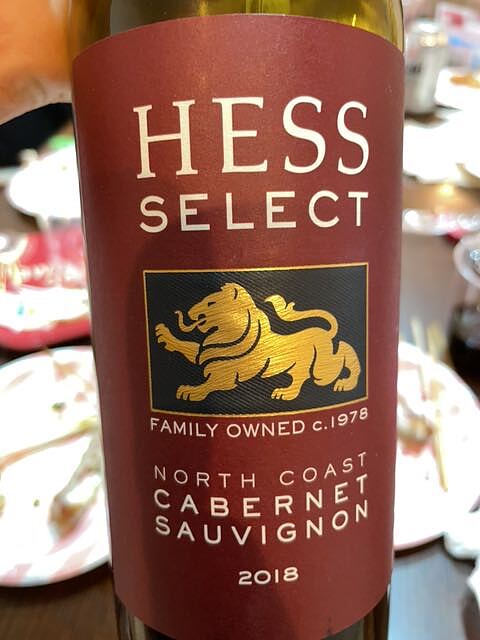 HESS
SELECT
FAMILY OWNED c.1978
NORTH COAST
CABERNET
SAUVIGNON
2018